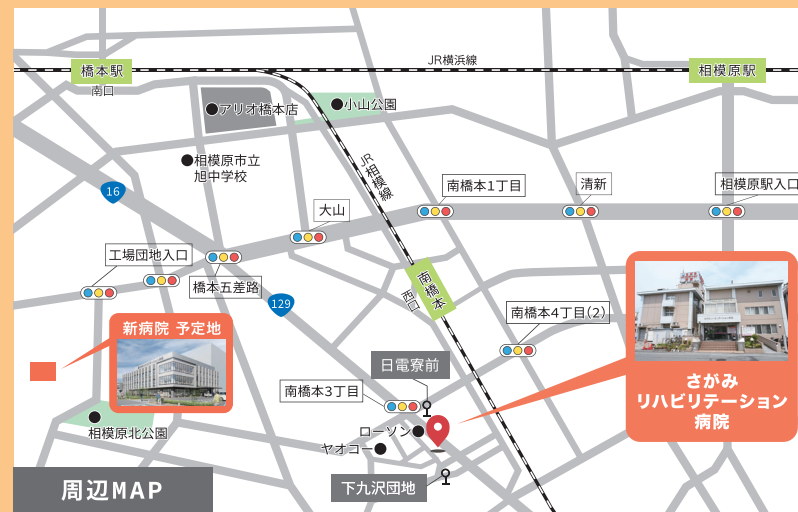 JR横浜線
橋本駅
南口
相模原駅
アリオ橋本店
小山公園
相模原市立
旭中学校
JR相模線
16
南橋本1丁目
清新
相模原駅入口
大山
工場団地入口
橋本五差路
129
南橋本
西口
南橋本4丁目(2)
新病院 予定地
日電寮前
南橋本3丁目
さがみ
リハビリテーション
病院
相模原北公園
ローソン
ヤオコー
下九沢団地
周辺MAP